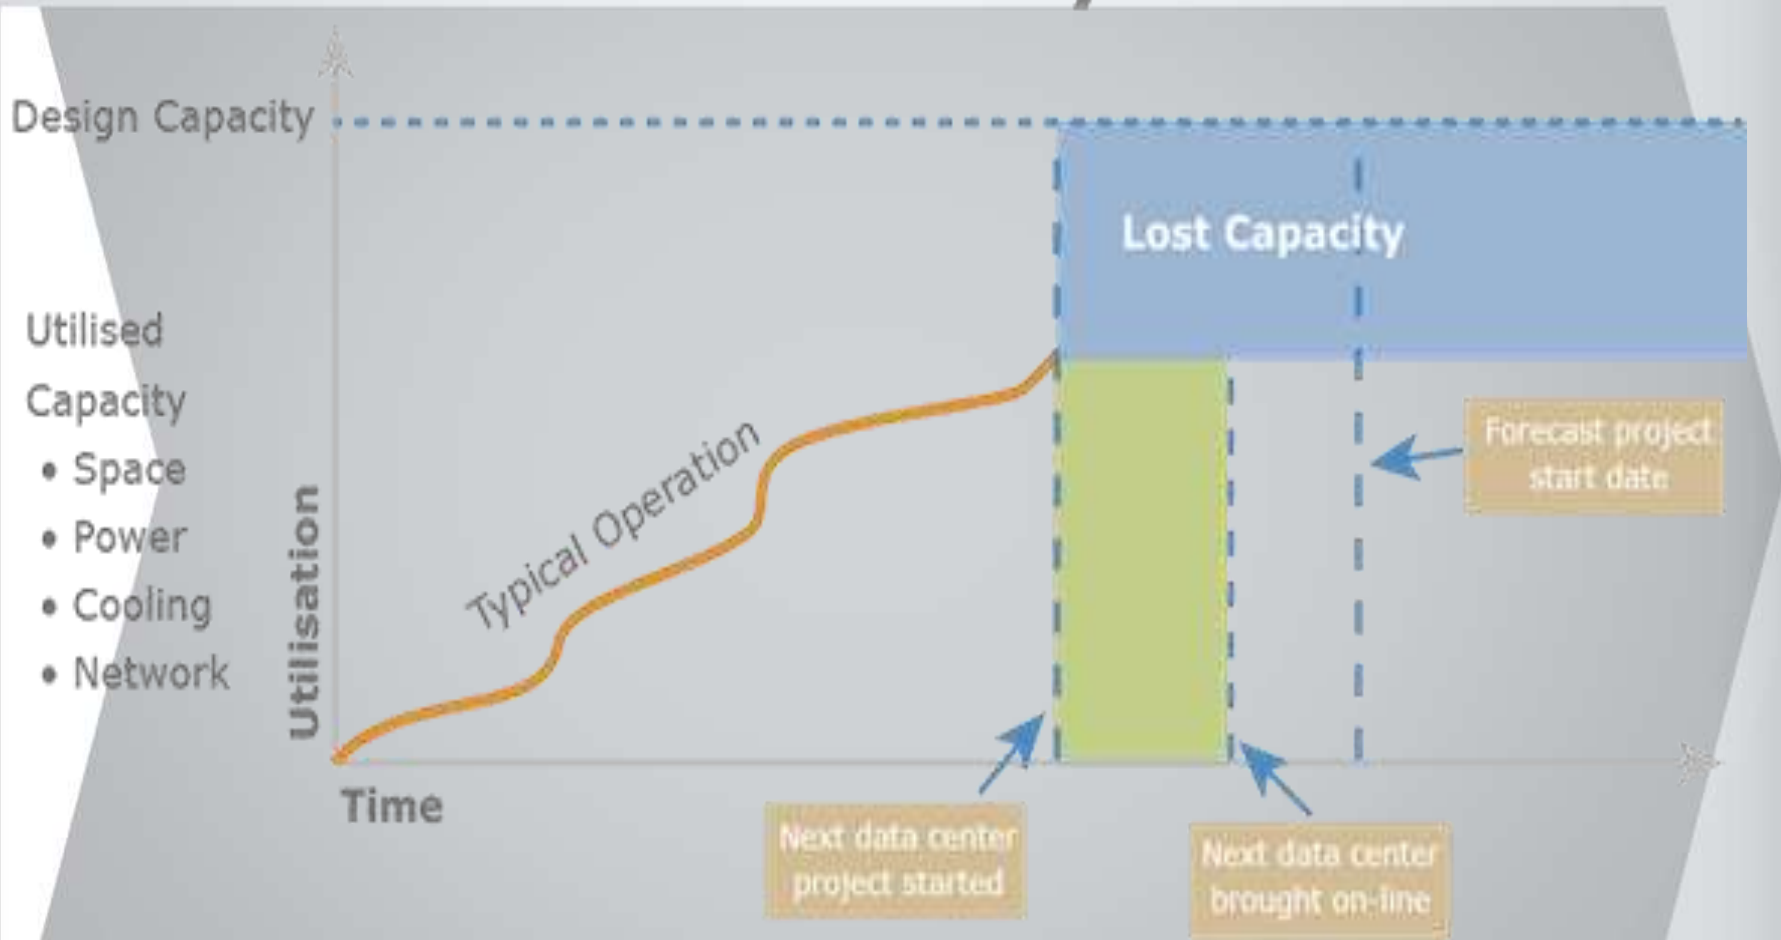 Design Capacity
Lost Capacity
Utilised
Capacity
• Space
• Power
• Cooling
• Network
Utilisation
Typical Operation
Forecast project
start date
Time
Next data center
project started
Next data center
brought on-line